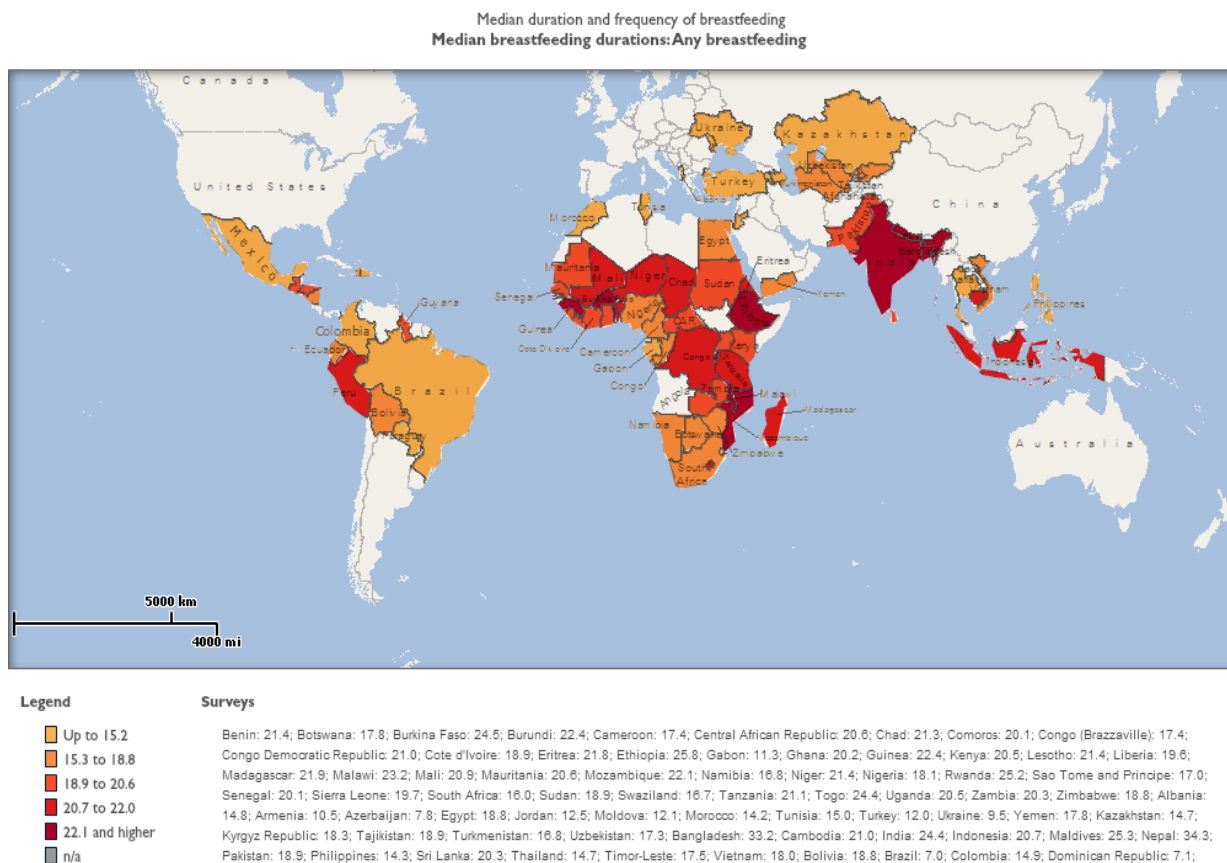 Median duration and frequency of breastfeeding
Median breastfeeding durations: Any breastfeeding
Canada
United States
Mexico
Guyana
Colombia
Ecuador
Peru
Brazil
Bolivia
Paraguay
Ukraine
Kazakhstan
Uzbekistan
Turkey
Turkmenistan
Tajikistan
Afghanistan
Albania
China
Morocco
Tunisia
Egypt
Pakistan
India
Eritrea
Mauritania
Mali
Niger
Chad
Sudan
Yemen
Senegal
Guinea
Cote D'Ivoire
CAR
Ethiopia
Cameroon
Gabon
Congo
Congo
Kenya
Tanzania
Angola
Zambia
Malawi
Madagascar
Mozambique
Namibia
Botswana
Zimbabwe
South
Africa
Philippines
Indonesia
Australia
5000 km
4000 mi
Legend
Up to 15.2
15.3 to 18.8
18.9 to 20.6
20.7 to 22.0
22.1 and higher
n/a
Surveys
Benin: 21.4; Botswana: 17.8; Burkina Faso: 24.5; Burundi: 22.4; Cameroon: 17.4; Central African Republic: 20.6; Chad: 21.3; Comoros: 20.1; Congo (Brazzaville): 17.4;
Congo Democratic Republic: 21.0; Cote d'Ivoire: 18.9; Eritrea: 21.8; Ethiopia: 25.8; Gabon: 11.3; Ghana: 20.2; Guinea: 22.4; Kenya: 20.5; Lesotho: 21.4; Liberia: 19.6;
Madagascar: 21.9; Malawi: 23.2; Mali: 20.9; Mauritania: 20.6; Mozambique: 22.1; Namibia: 16.8; Niger: 21.4; Nigeria: 18.1; Rwanda: 25.2; Sao Tome and Principe: 17.0;
Senegal: 20.1; Sierra Leone: 19.7; South Africa: 16.0; Sudan: 18.9; Swaziland: 16.7; Tanzania: 21.1; Togo: 24.4; Uganda: 20.5; Zambia: 20.3; Zimbabwe: 18.8; Albania:
14.8; Armenia: 10.5; Azerbaijan: 7.8; Egypt: 18.8; Jordan: 12.5; Moldova: 12.1; Morocco: 14.2; Tunisia: 15.0; Turkey: 12.0; Ukraine: 9.5; Yemen: 17.8; Kazakhstan: 14.7;
Kyrgyz Republic: 18.3; Tajikistan: 18.9; Turkmenistan: 16.8; Uzbekistan: 17.3; Bangladesh: 33.2; Cambodia: 21.0; India: 24.4; Indonesia: 20.7; Maldives: 25.3; Nepal: 34.3;
Pakistan: 18.9; Philippines: 14.3; Sri Lanka: 20.3; Thailand: 14.7; Timor-Leste: 17.5; Vietnam: 18.0; Bolivia: 18.8; Brazil: 7.0; Colombia: 14.9; Dominican Republic: 7.1;